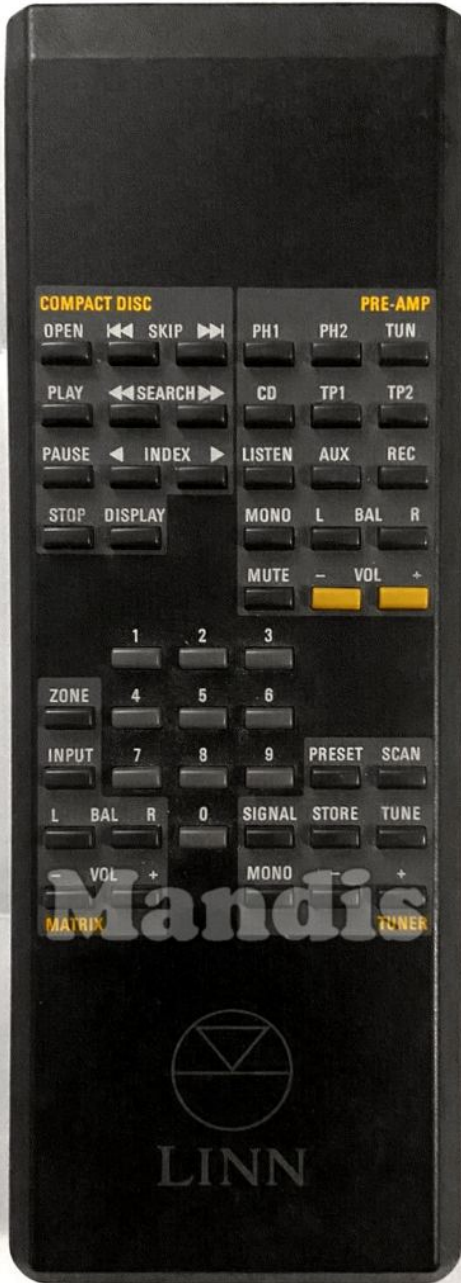 COMPACT DISC PRE-AMP
OPEN SKIP PH1 PH2 TUN
PLAY SEARCH CD TP1 TP2
PAUSE INDEX LISTEN AUX REC
STOP DISPLAY MONO L BAL R
MUTE - VOL +
1 2 3
ZONE 4 5 6
INPUT 7 8 9 PRESET SCAN
L BAL R 0 SIGNAL STORE TUNE
- VOL + MONO - +
Mandis
MATRIX TUNER
LINN